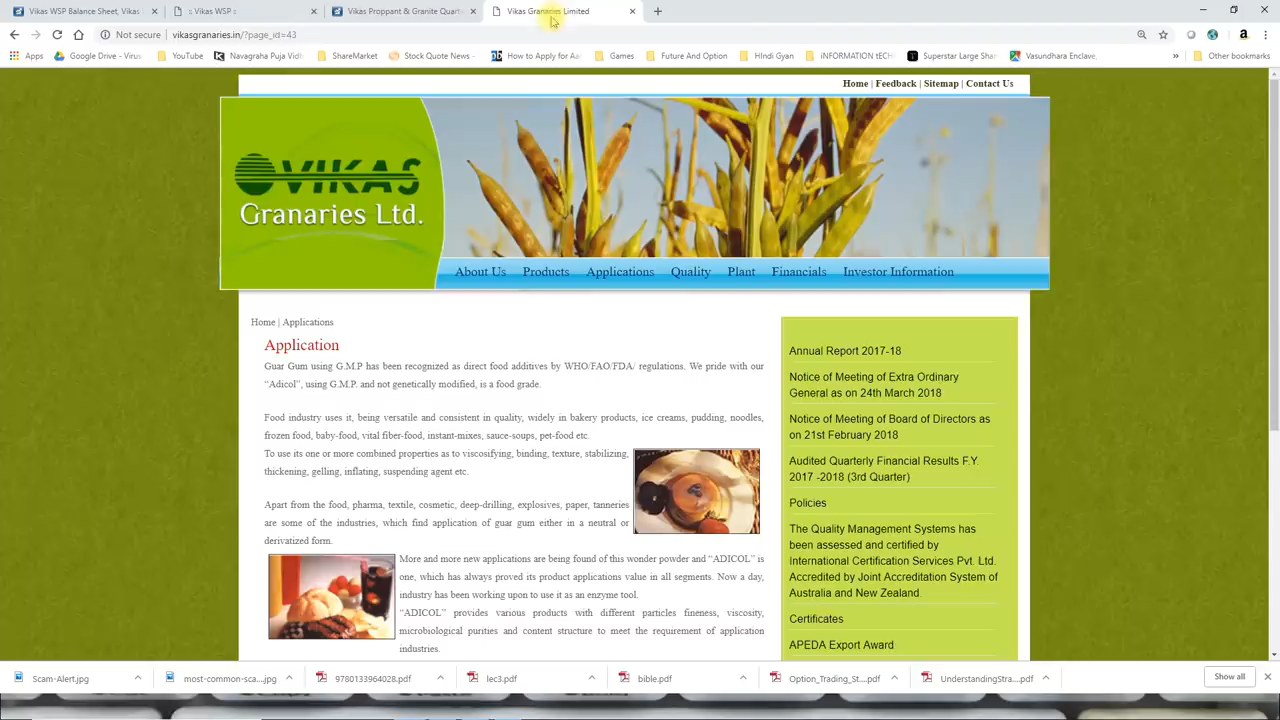 Vikas WSP Balance Sheet, Vikas
:: Vikas WSP ::
Vikas Proppant & Granite Quart
Vikas Granaries Limited
Not secure
vikasgranaries.in/?page_id=43
Apps
Google Drive - Virus
YouTube
Navagraha Puja Vidh
ShareMarket
Stock Quote News -
How to Apply for Aa
Games
Future And Option
HIndi Gyan
iNFORMATION tECH
Superstar Large Shar
Vasundhara Enclave,
»
Other bookmarks
Home | Feedback | Sitemap | Contact Us
VIKAS
Granaries Ltd.
About Us
Products
Applications
Quality
Plant
Financials
Investor Information
Home | Applications
Application
Guar Gum using G.M.P has been recognized as direct food additives by WHO/FAO/FDA/ regulations. We pride with our
“Adicol”, using G.M.P. and not genetically modified, is a food grade.
Food industry uses it, being versatile and consistent in quality, widely in bakery products, ice creams, pudding, noodles,
frozen food, baby-food, vital fiber-food, instant-mixes, sauce-soups, pet-food etc.
To use its one or more combined properties as to viscosifying, binding, texture, stabilizing,
thickening, gelling, inflating, suspending agent etc.
Apart from the food, pharma, textile, cosmetic, deep-drilling, explosives, paper, tanneries
are some of the industries, which find application of guar gum either in a neutral or
derivatized form.
More and more new applications are being found of this wonder powder and “ADICOL” is
one, which has always proved its product applications value in all segments. Now a day,
industry has been working upon to use it as an enzyme tool.
“ADICOL” provides various products with different particles fineness, viscosity,
microbiological purities and content structure to meet the requirement of application
industries.
Annual Report 2017-18
Notice of Meeting of Extra Ordinary
General as on 24th March 2018
Notice of Meeting of Board of Directors as
on 21st February 2018
Audited Quarterly Financial Results F.Y.
2017 -2018 (3rd Quarter)
Policies
The Quality Management Systems has
been assessed and certified by
International Certification Services Pvt. Ltd.
Accredited by Joint Accreditation System of
Australia and New Zealand.
Certificates
APEDA Export Award
Scam-Alert.jpg
most-common-sca....jpg
9780133964028.pdf
lec3.pdf
bible.pdf
Option_Trading_St....pdf
UnderstandingStra....pdf
Show all